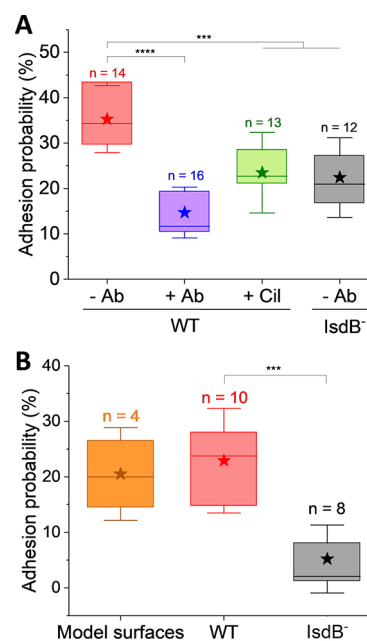 A
Adhesion probability (%)
50
40
30
20
10
0
***
****
n = 14
n = 16
n = 13
n = 12
- Ab
+ Ab
+ Cil
- Ab
WT
IsdB⁻
B
Adhesion probability (%)
40
30
20
10
0
***
n = 4
n = 10
n = 8
Model surfaces
WT
IsdB⁻